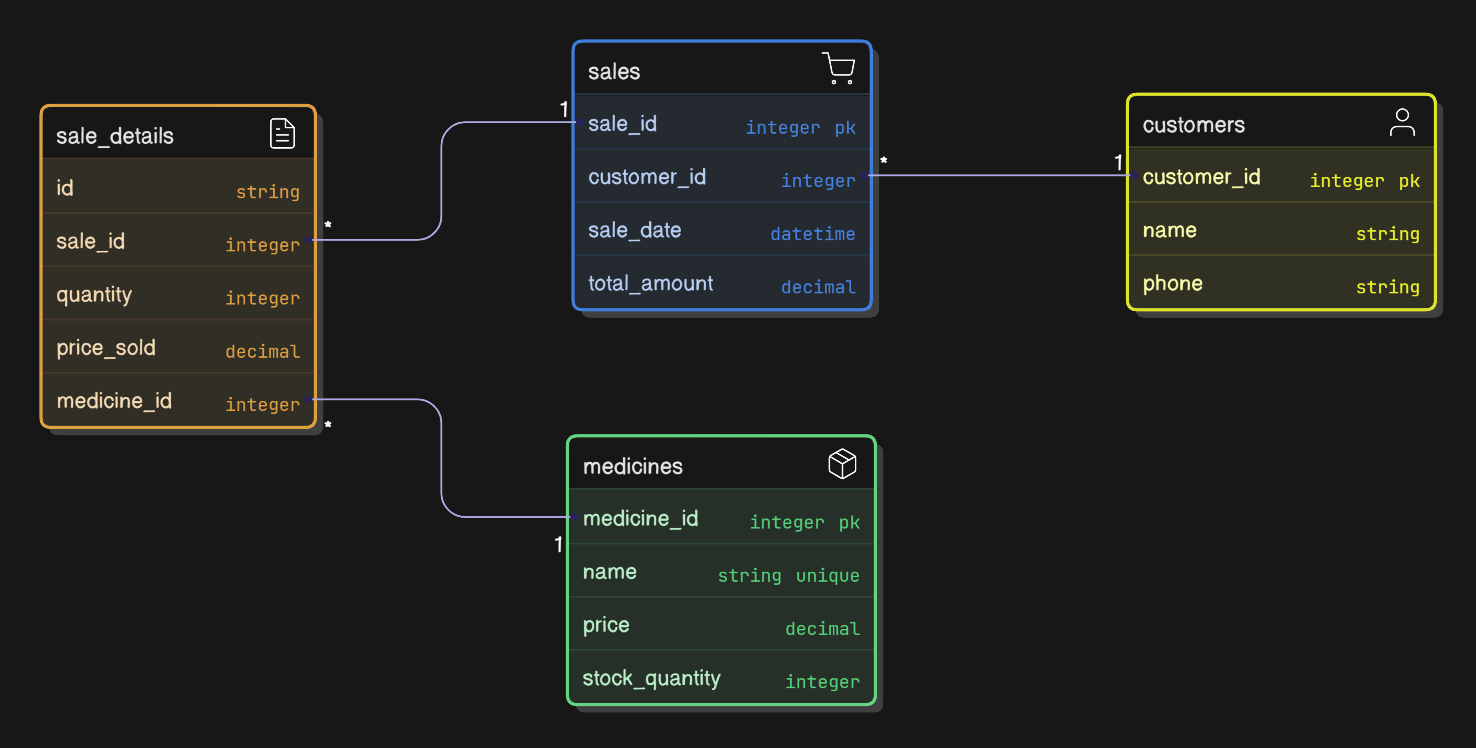 sale_details
id string
sale_id integer
quantity integer
price_sold decimal
medicine_id integer
*
*
sales
1
sale_id integer pk
customer_id integer
sale_date datetime
total_amount decimal
*
1
customers
customer_id integer pk
name string
phone string
medicines
medicine_id integer pk
1
name string unique
price decimal
stock_quantity integer